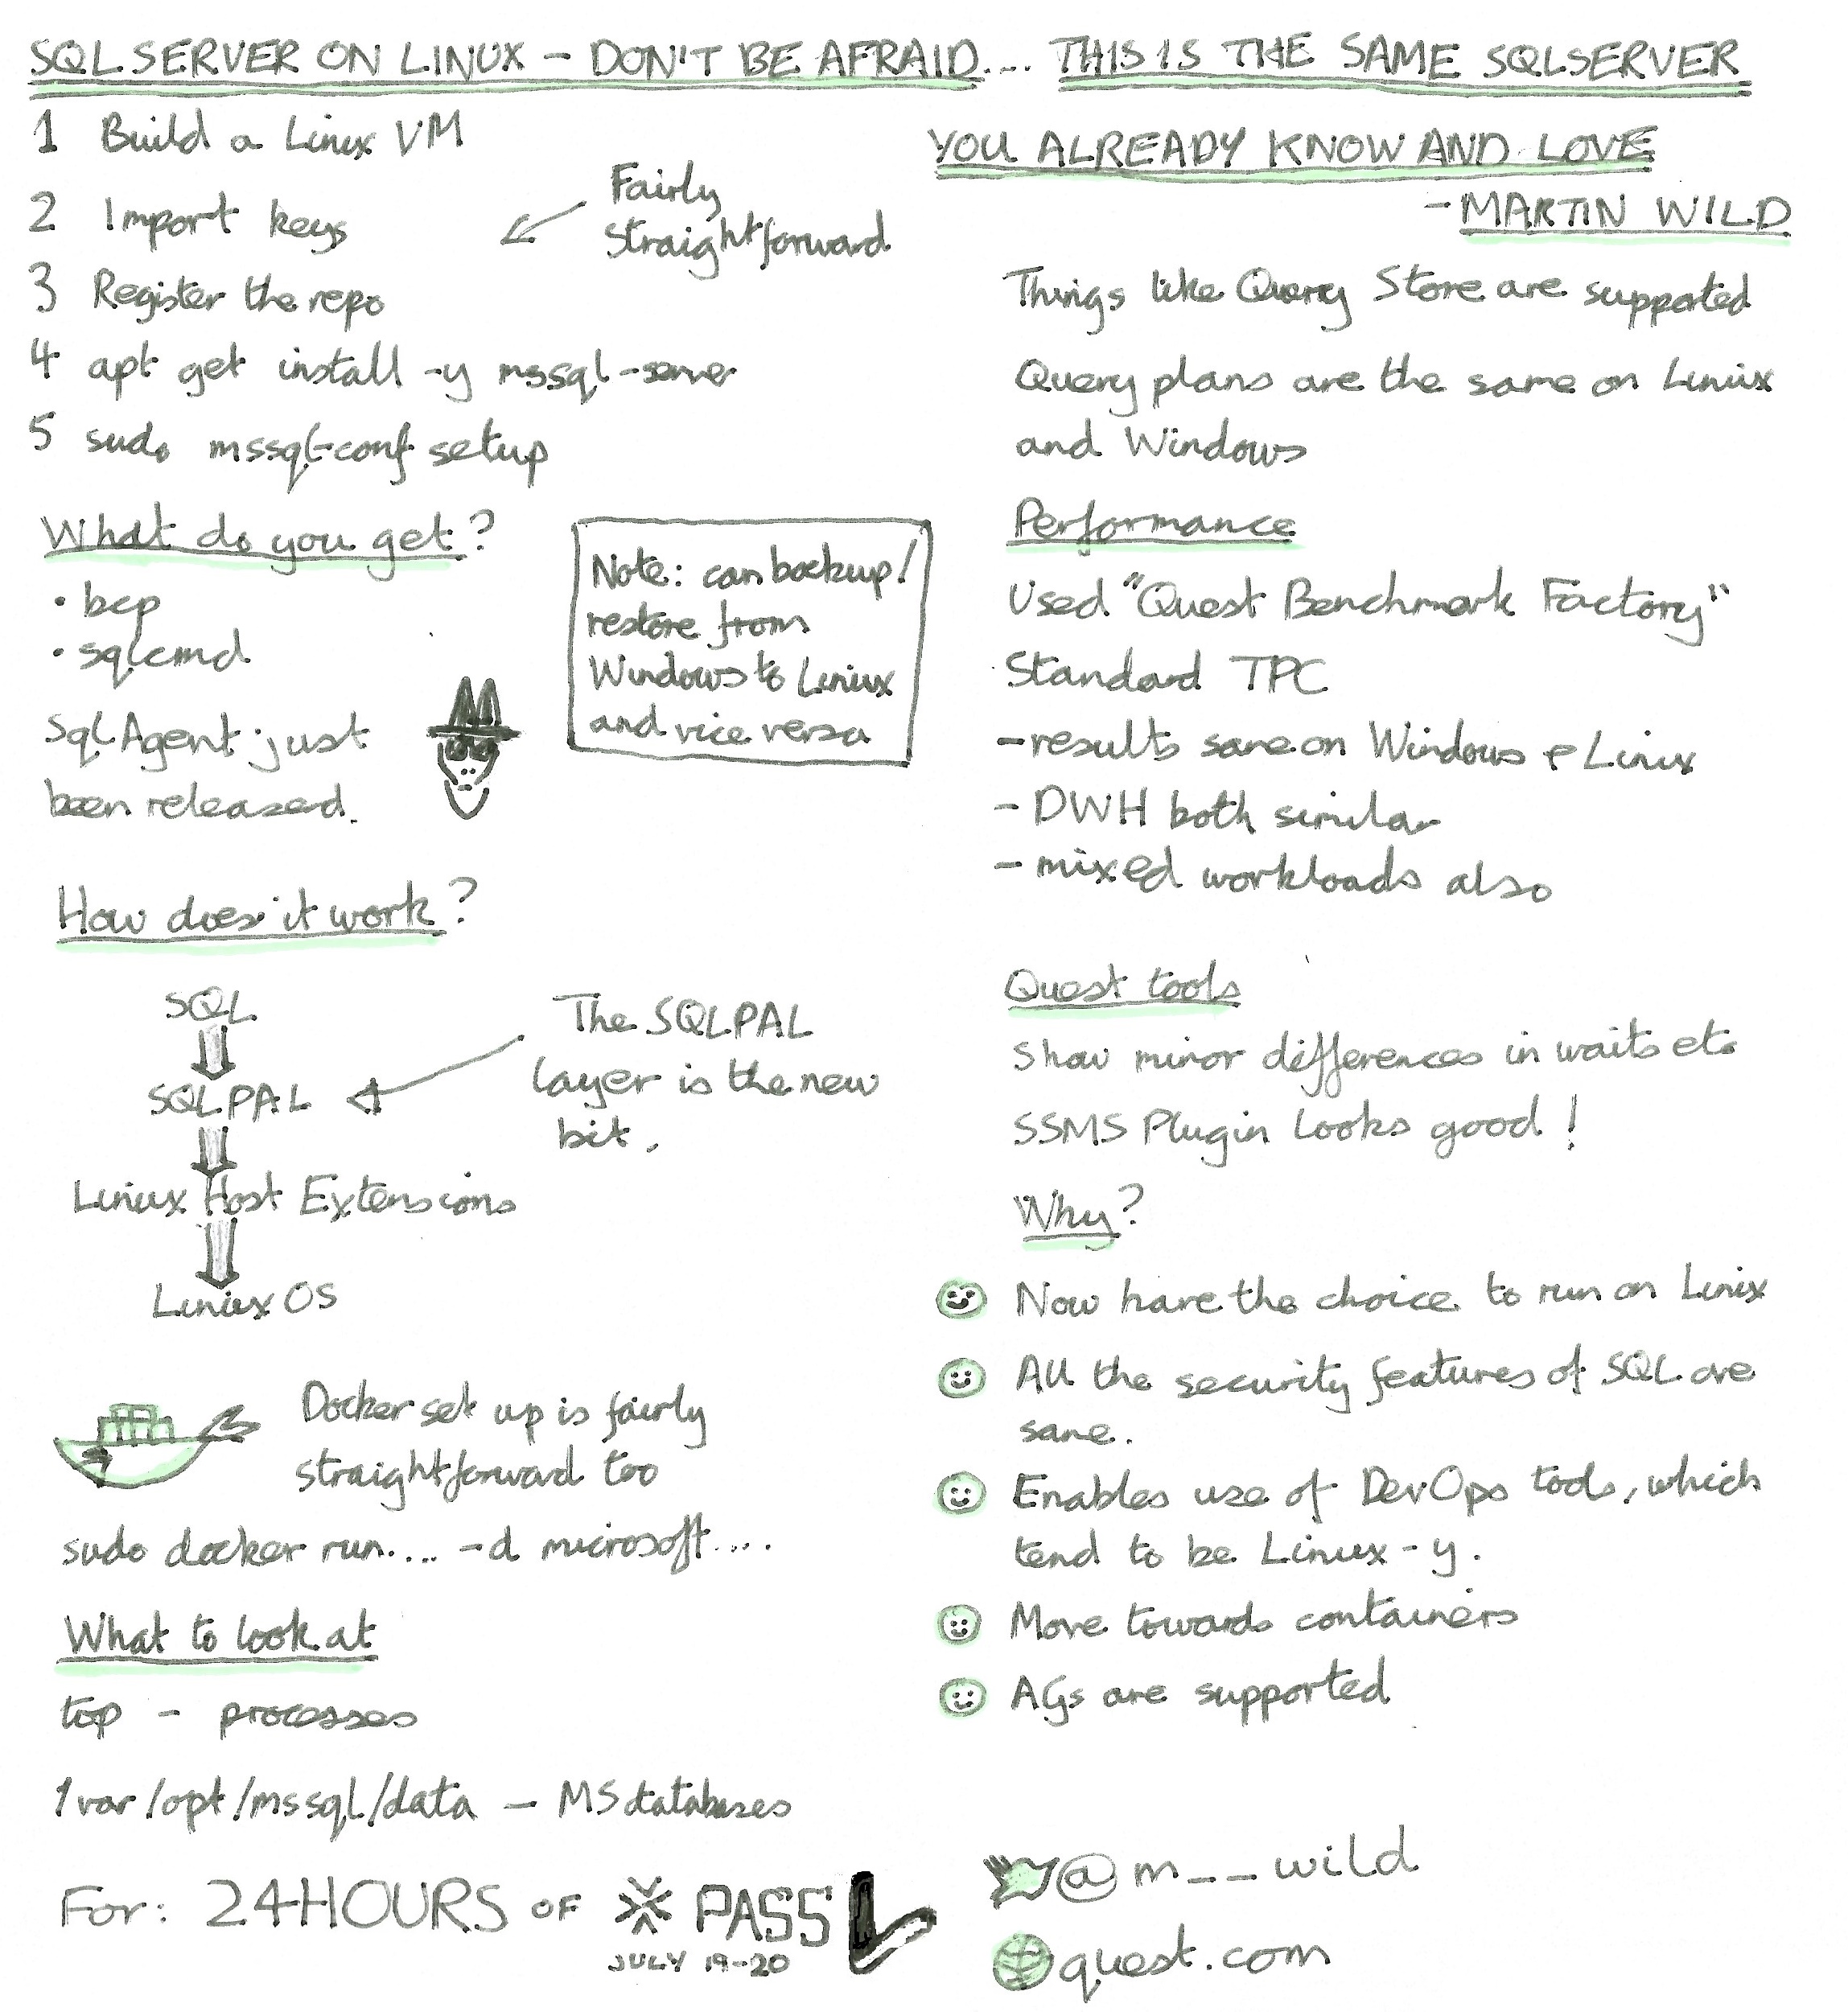 SQL SERVER ON LINUX - DON'T BE AFRAID.... THIS IS THE SAME SQLSERVER
YOU ALREADY KNOW AND LOVE
- MARTIN WILD
1 Build a Linux VM
2 Import keys
Fairly
straightforward
3 Register the repo
4 apt get install -y mssql-server
5 sudo mssql-conf setup
What do you get?
• bcp
• sqlcmd
Sql Agent just
been released.
Note: can backup/
restore from
Windows to Linux
and vice versa
How does it work?
SQL
SQLPAL
Linux Host Extensions
Linux OS
The SQLPAL
layer is the new
bit.
Docker set up is fairly
straightforward too
sudo docker run.... -d microsoft....
What to look at
top - processes
/var/opt/mssql/data - MS databases
For: 24HOURS OF PASS
JULY 19-20
Things like Query Store are supported
Query plans are the same on Linux
and Windows
Performance
Used "Quest Benchmark Factory"
Standard TPC
- results same on Windows & Linux
- DWH both similar
- mixed workloads also
Quest tools
Show minor differences in waits etc
SSMS Plugin looks good!
Why?
Now have the choice to run on Linux
All the security features of SQL are
same.
Enables use of DevOps tools, which
tend to be Linux-y.
Move towards containers
AGs are supported
@m__wild
quest.com